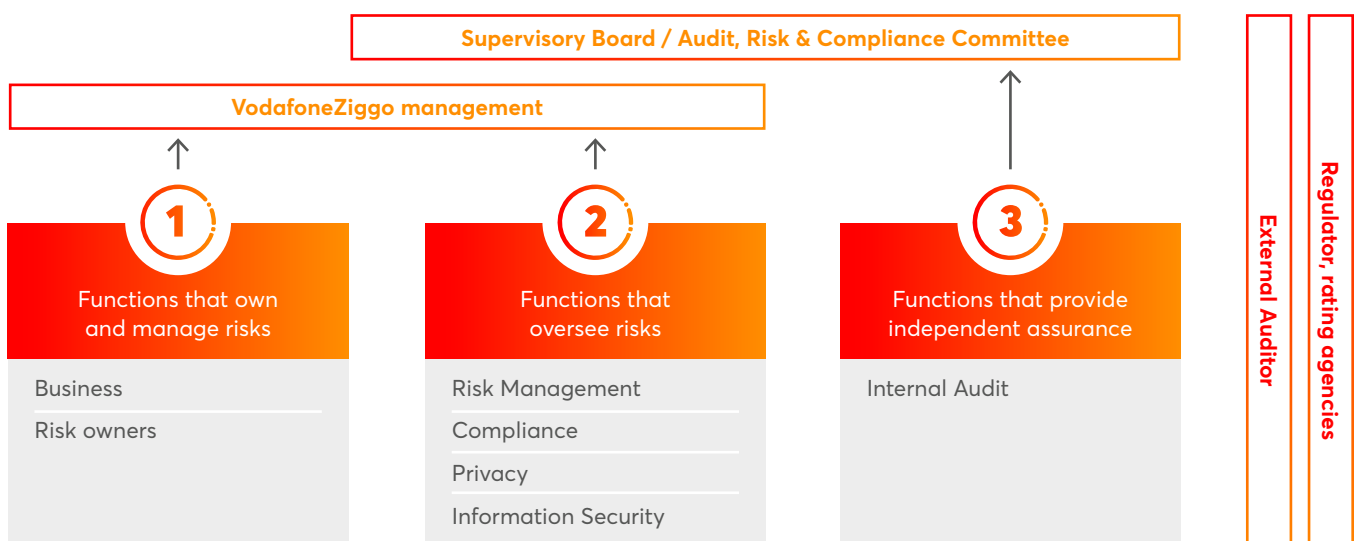 Supervisory Board / Audit, Risk & Compliance Committee
VodafoneZiggo management
1
Functions that own
and manage risks
Business
Risk owners
2
Functions that
oversee risks
Risk Management
Compliance
Privacy
Information Security
3
Functions that provide
independent assurance
Internal Audit
External Auditor
Regulator, rating agencies